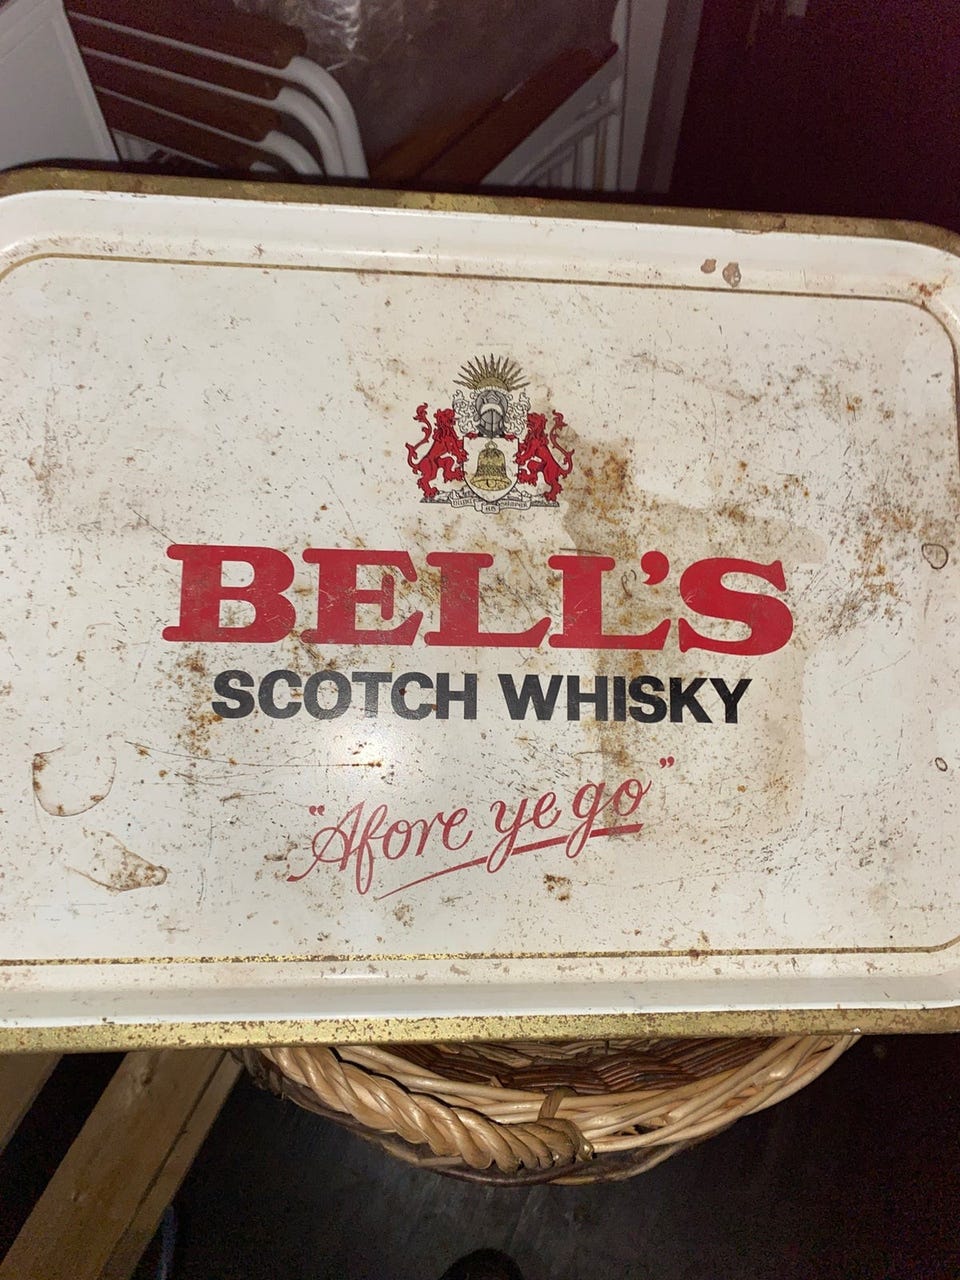 BELL'S
SCOTCH WHISKY
"Afore ye go"